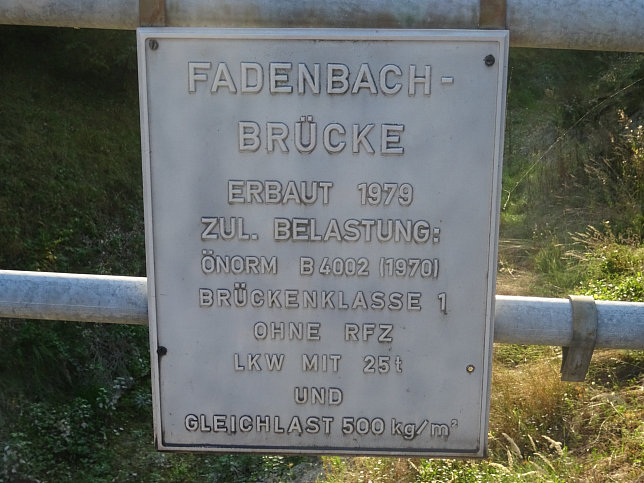 FADENBACH-
BRÜCKE
ERBAUT 1979
ZUL. BELASTUNG:
ÖNORM B 4002 (1970)
BRÜCKENKLASSE 1
OHNE RFZ
LKW MIT 25 t
UND
GLEICHLAST 500 kg/m²